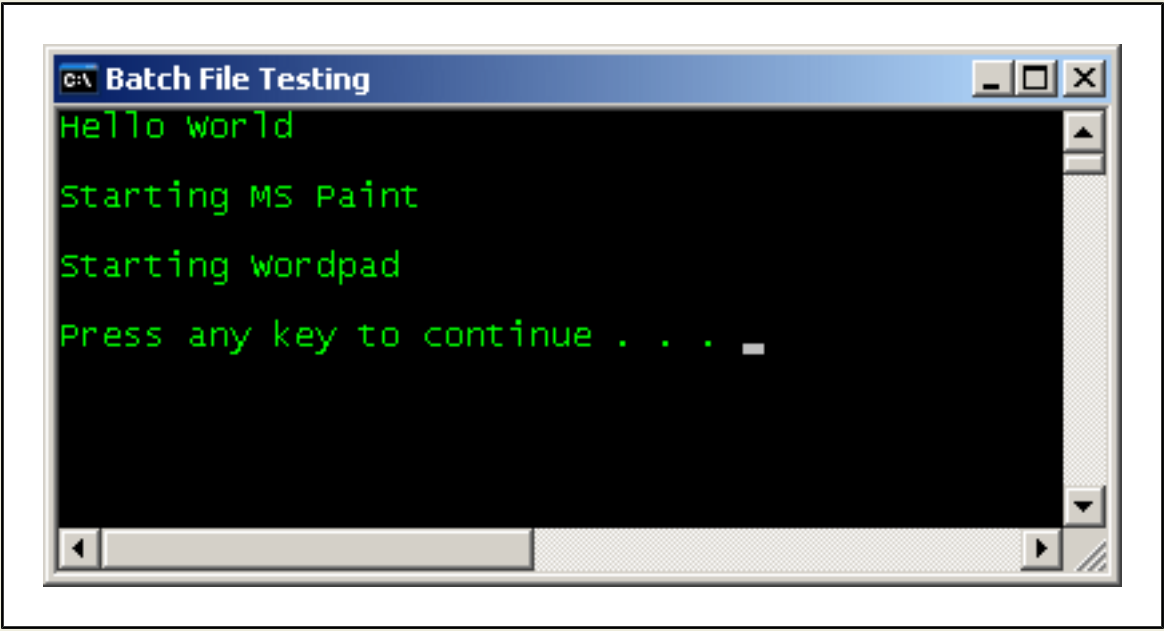 C:\ Batch File Testing
Hello World
Starting MS Paint
Starting Wordpad
Press any key to continue . . .